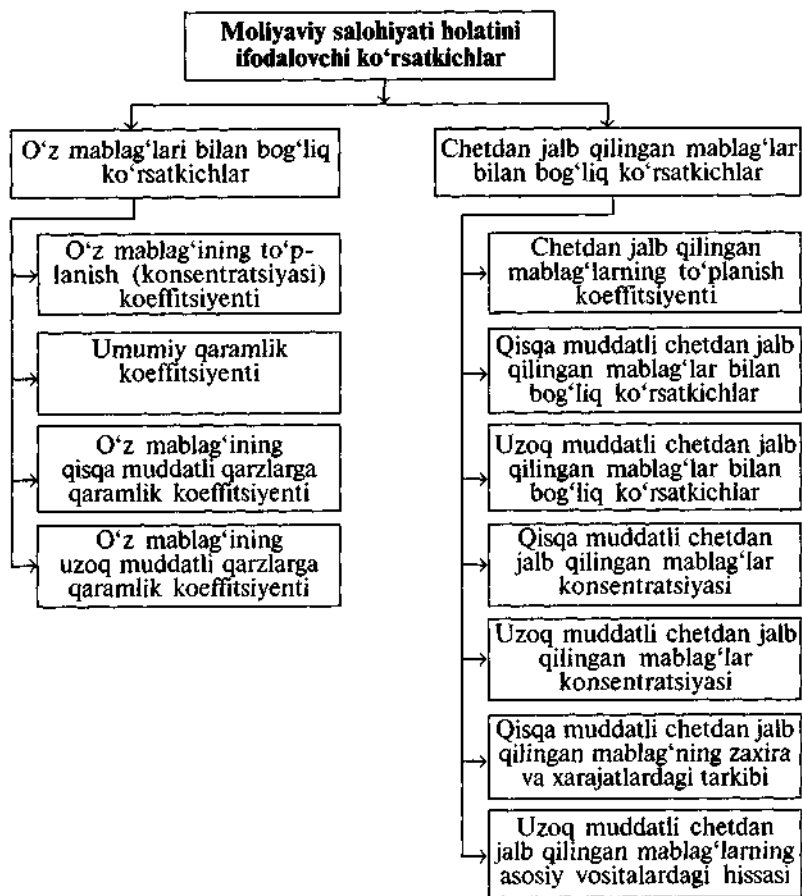 Moliyaviy salohiyati holatini
ifodalovchi ko‘rsatkichlar
O‘z mablag‘lari bilan bog‘liq
ko‘rsatkichlar
O‘z mablag‘ining to‘p-
lanish (konsentratsiyasi)
koeffitsiyenti
Umumiy qaramlik
koeffitsiyenti
O‘z mablag‘ining
qisqa muddatli qarzlarga
qaramlik koeffitsiyenti
O‘z mablag‘ining
uzoq muddatli qarzlarga
qaramlik koeffitsiyenti
Chetdan jalb qilingan mablag‘lar
bilan bog‘liq ko‘rsatkichlar
Chetdan jalb qilingan
mablag‘larning to‘planish
koeffitsiyenti
Qisqa muddatli chetdan jalb
qilingan mablag‘lar bilan
bog‘liq ko‘rsatkichlar
Uzoq muddatli chetdan jalb
qilingan mablag‘lar bilan
bog‘liq ko‘rsatkichlar
Qisqa muddatli chetdan
jalb qilingan mablag‘lar
konsentratsiyasi
Uzoq muddatli chetdan jalb
qilingan mablag‘lar
konsentratsiyasi
Qisqa muddatli chetdan jalb
qilingan mablag‘ning zaxira
va xarajatlardagi tarkibi
Uzoq muddatli chetdan
jalb qilingan mablag‘larning
asosiy vositalardagi hissasi